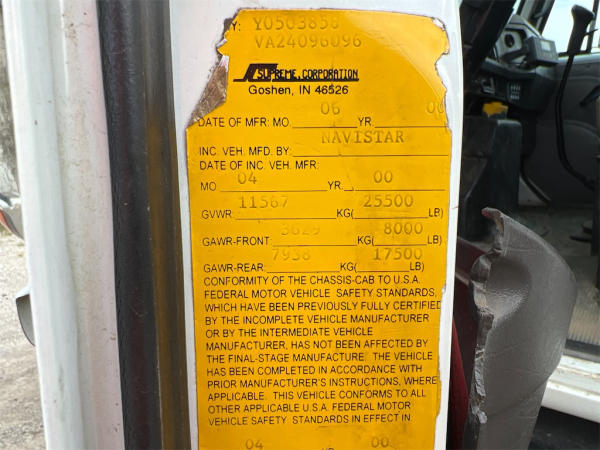 BY: Y0503858
VA24096096
SUPREME CORPORATION
Goshen, IN 46526
06 00
DATE OF MFR: MO. YR.
NAVISTAR
INC. VEH. MFD. BY:
DATE OF INC. VEH. MFR:
04 00
MO. YR.
11567 25500
GVWR: KG( LB)
3629 8000
GAWR-FRONT: KG( LB)
7938 17500
GAWR-REAR: KG( LB)
CONFORMITY OF THE CHASSIS-CAB TO U.S.A.
FEDERAL MOTOR VEHICLE SAFETY STANDARDS,
WHICH HAVE BEEN PREVIOUSLY FULLY CERTIFIED
BY THE INCOMPLETE VEHICLE MANUFACTURER
OR BY THE INTERMEDIATE VEHICLE
MANUFACTURER, HAS NOT BEEN AFFECTED BY
THE FINAL-STAGE MANUFACTURE. THE VEHICLE
HAS BEEN COMPLETED IN ACCORDANCE WITH
PRIOR MANUFACTURER'S INSTRUCTIONS, WHERE
APPLICABLE. THIS VEHICLE CONFORMS TO ALL
OTHER APPLICABLE U.S.A. FEDERAL MOTOR
VEHICLE SAFETY STANDARDS IN EFFECT IN
04 00